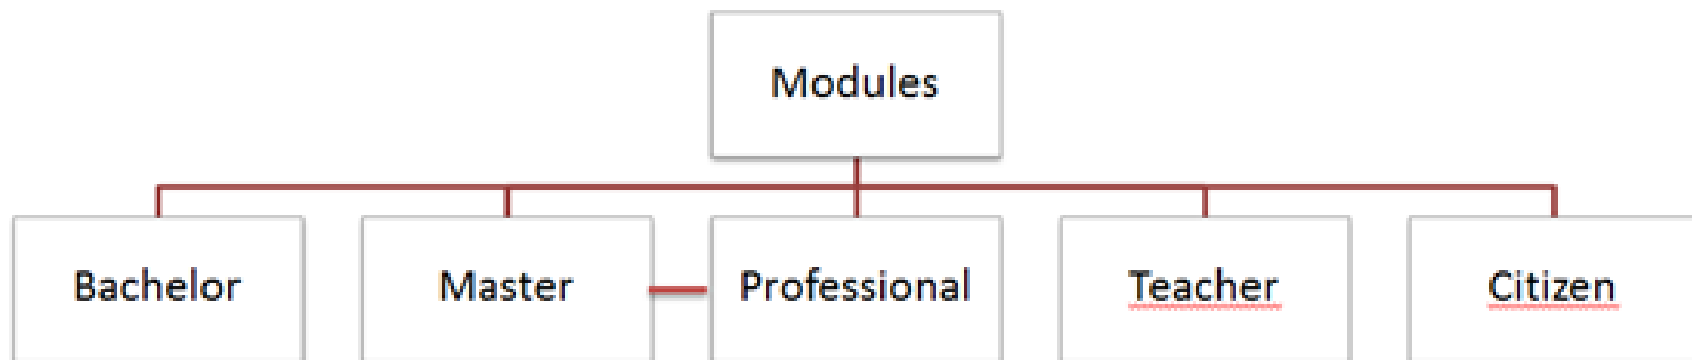 Modules
Bachelor
Master
Professional
Teacher
Citizen